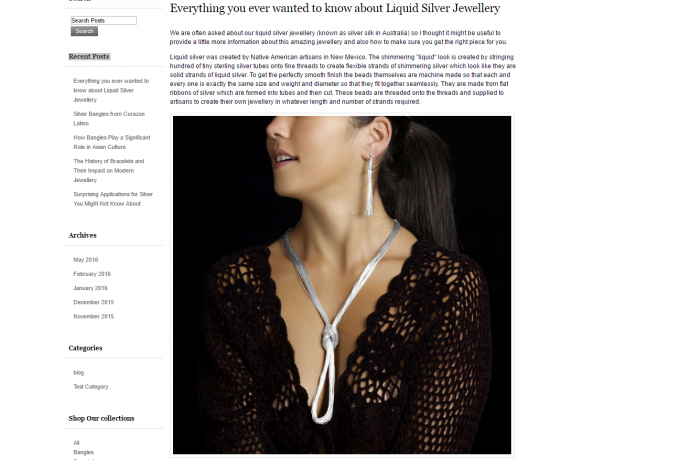 Everything you ever wanted to know about Liquid Silver Jewellery
We are often asked about our liquid silver jewellery (known as silver silk in Australia) so I thought it might be useful to
provide a little more information about this amazing jewellery and also how to make sure you get the right piece for you.
Liquid silver was created by Native American artisans in New Mexico. The shimmering "liquid" look is created by stringing
hundred of tiny sterling silver tubes onto fine threads to create flexible strands of shimmering silver which look like they are
solid strands of liquid silver. To get the perfectly smooth finish the beads themselves are machine made so that each and
every one is exactly the same size and weight and diameter so that they fit together seamlessly. They are made from flat
ribbons of silver which are formed into tubes and then cut. These beads are threaded onto the threads and supplied to
artisans to create their own jewellery in whatever length and number of strands required.
Search Posts
Search
Recent Posts
Everything you ever wanted to
know about Liquid Silver
Jewellery
Silver Bangles from Corazon
Latino
How Bangles Play a Significant
Role in Asian Culture
The History of Bracelets and
Their Impact on Modern
Jewellery
Surprising Applications for Silver
You Might Not Know About
Archives
May 2016
February 2016
January 2016
December 2015
November 2015
Categories
blog
Test Category
Shop Our collections
All
Bangles